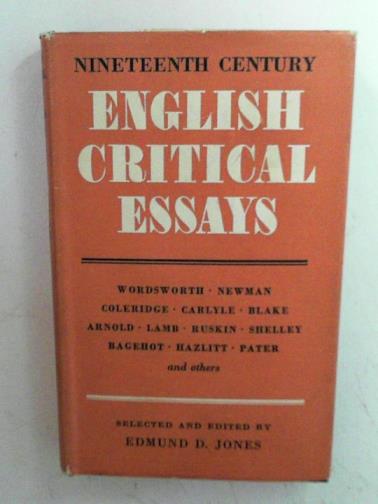 NINETEENTH CENTURY
ENGLISH
CRITICAL
ESSAYS
WORDSWORTH · NEWMAN
COLERIDGE · CARLYLE · BLAKE
ARNOLD · LAMB · RUSKIN · SHELLEY
BAGEHOT · HAZLITT · PATER
and others
SELECTED AND EDITED BY
EDMUND D. JONES